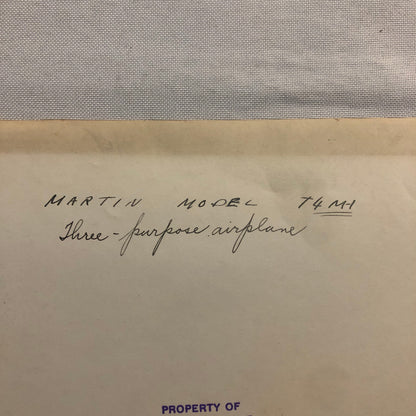 MARTIN MODEL T4M-1
Three-purpose airplane
PROPERTY OF